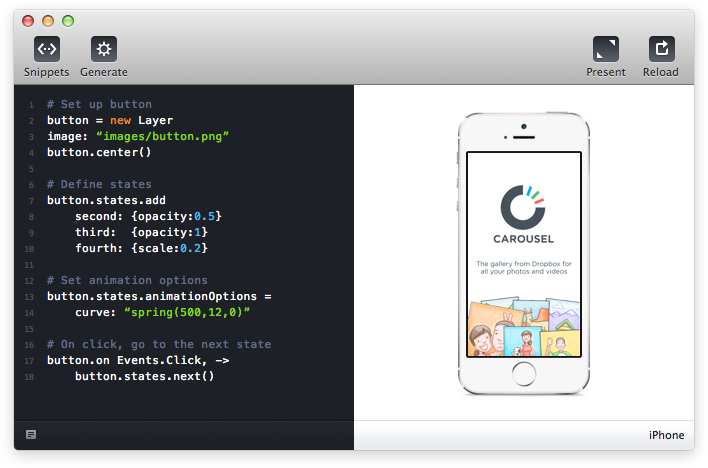 Snippets Generate Present Reload
1 # Set up button
2 button = new Layer
3 image: “images/button.png”
4 button.center()
5
6 # Define states
7 button.states.add
8 second: {opacity:0.5}
9 third: {opacity:1}
10 fourth: {scale:0.2}
11
12 # Set animation options
13 button.states.animationOptions =
14 curve: “spring(500,12,0)”
15
16 # On click, go to the next state
17 button.on Events.Click, ->
18 button.states.next()
CAROUSEL
The gallery from Dropbox for
all your photos and videos
iPhone